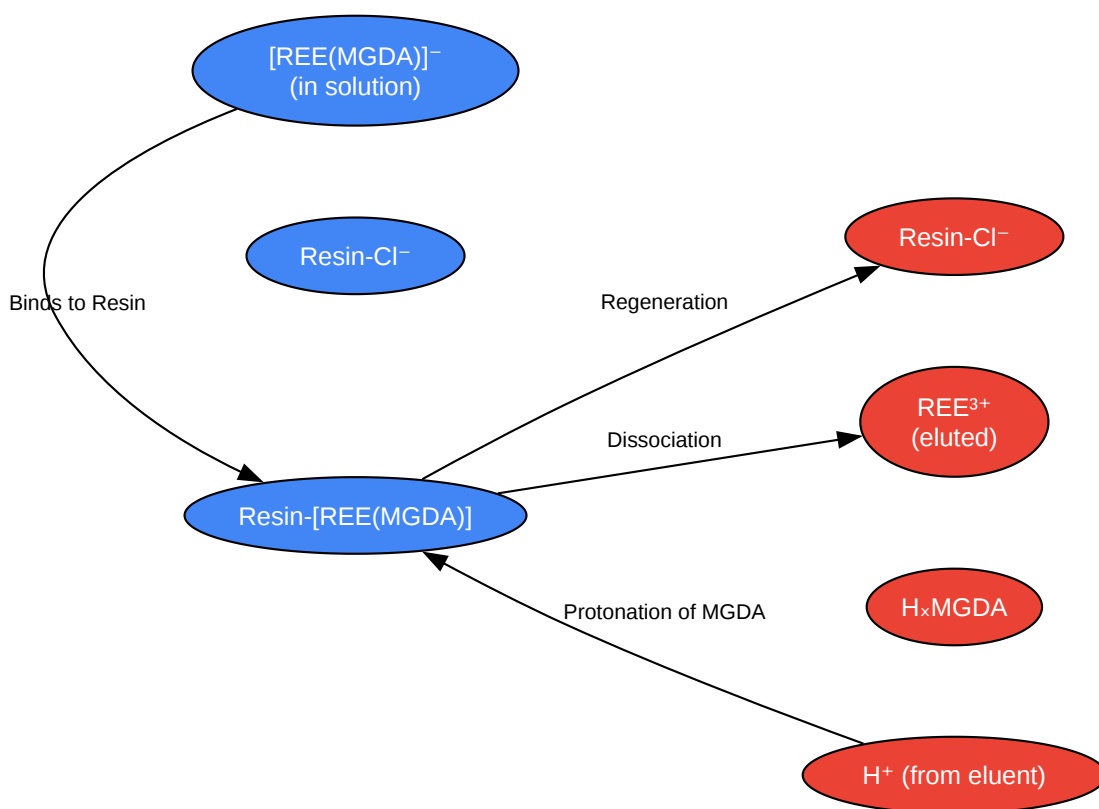 [REE(MGDA)]⁻
(in solution)
Resin-Cl⁻
Resin-Cl⁻
Regeneration
Binds to Resin
REE³⁺
(eluted)
Dissociation
Resin-[REE(MGDA)]
HₓMGDA
Protonation of MGDA
H⁺ (from eluent)